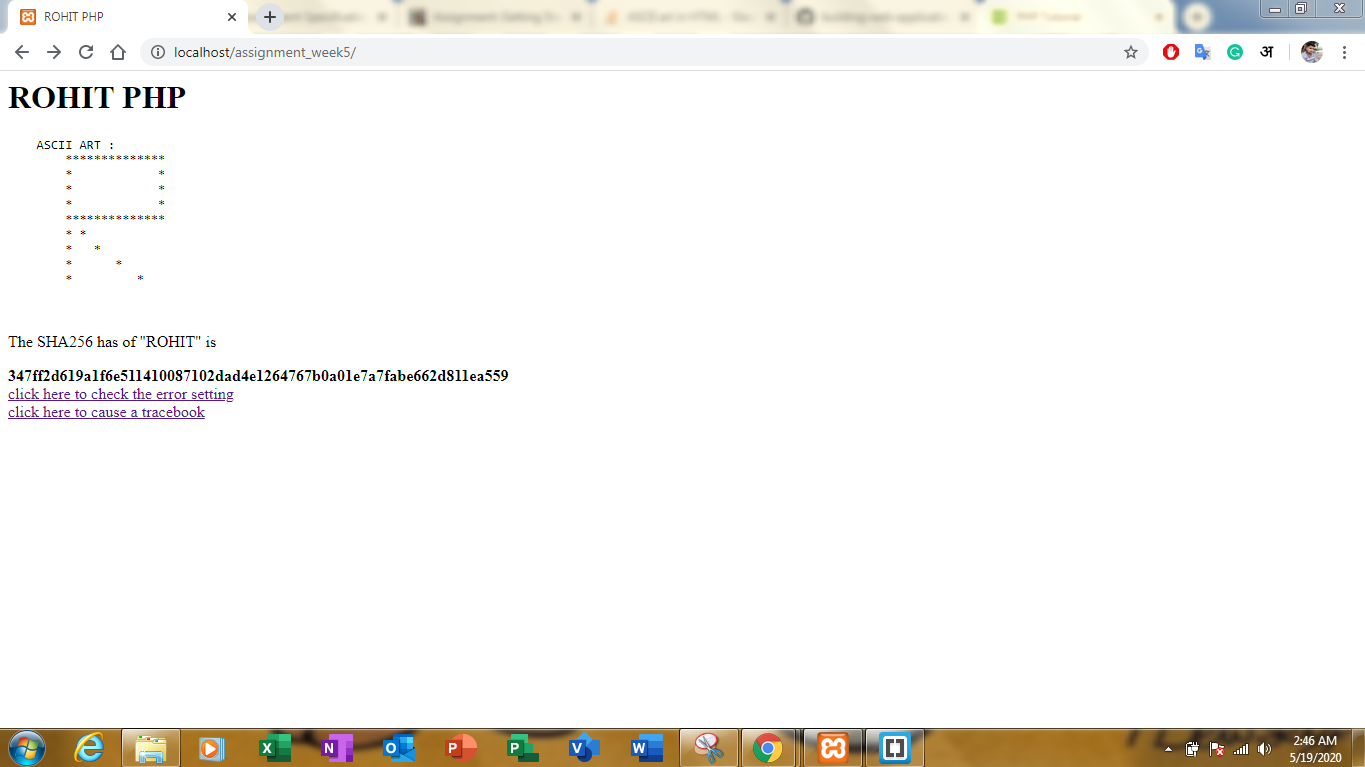 ROHIT PHP
localhost/assignment_week5/
अ
ROHIT PHP
ASCII ART :
**************
*            *
*            *
*            *
**************
* *
*   *
*      *
*         *
The SHA256 has of "ROHIT" is
347ff2d619a1f6e511410087102dad4e1264767b0a01e7a7fabe662d811ea559
click here to check the error setting
click here to cause a tracebook
2:46 AM
5/19/2020